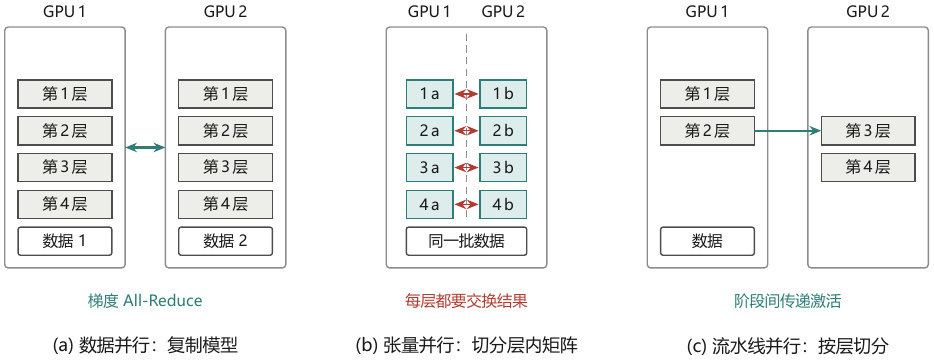 GPU 1
GPU 2
第 1 层
第 2 层
第 3 层
第 4 层
数据 1
第 1 层
第 2 层
第 3 层
第 4 层
数据 2
梯度 All-Reduce
(a) 数据并行：复制模型
GPU 1
GPU 2
1 a
1 b
2 a
2 b
3 a
3 b
4 a
4 b
同一批数据
每层都要交换结果
(b) 张量并行：切分层内矩阵
GPU 1
GPU 2
第 1 层
第 2 层
数据
第 3 层
第 4 层
阶段间传递激活
(c) 流水线并行：按层切分